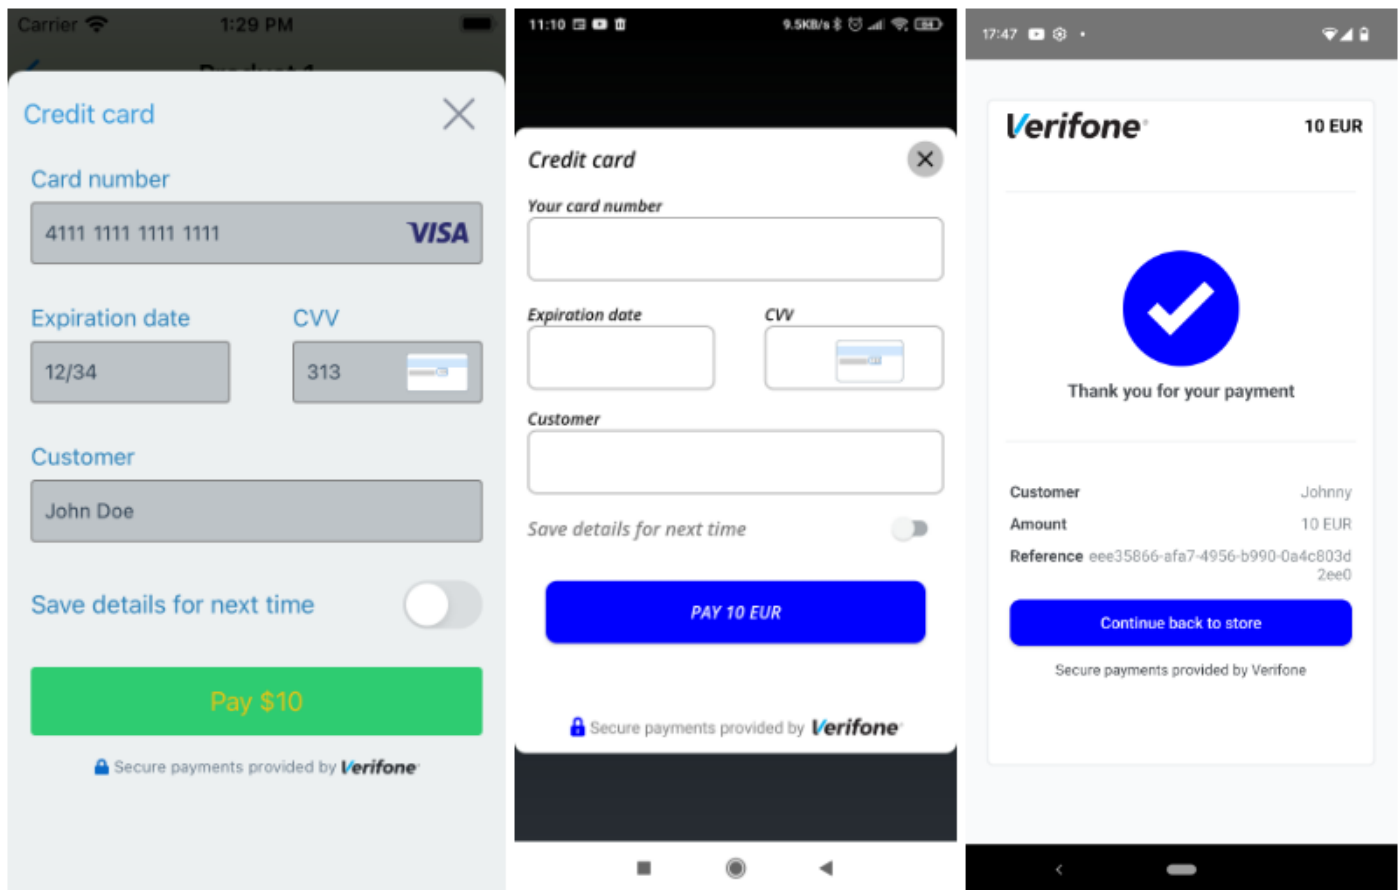 Carrier 1:29 PM
Credit card
Card number
4111 1111 1111 1111 VISA
Expiration date CVV
12/34 313
Customer
John Doe
Save details for next time
Pay $10
Secure payments provided by Verifone
11:10 9.5KB/s 84
Credit card
Your card number
Expiration date CVV
Customer
Save details for next time
PAY 10 EUR
Secure payments provided by Verifone
17:47
Verifone 10 EUR
Thank you for your payment
Customer Johnny
Amount 10 EUR
Reference eee35866-afa7-4956-b990-0a4c803d
2ee0
Continue back to store
Secure payments provided by Verifone